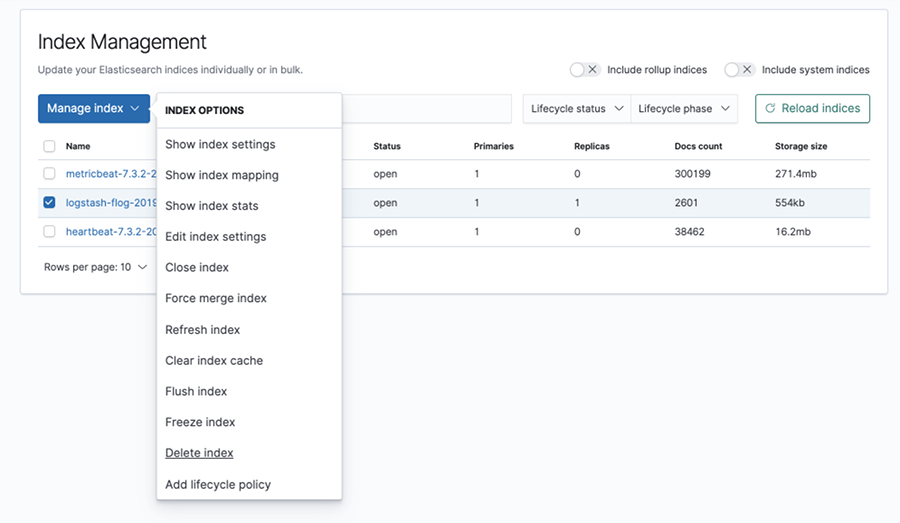 Index Management
Update your Elasticsearch indices individually or in bulk.
Include rollup indices
Include system indices
Manage index
Lifecycle status
Lifecycle phase
Reload indices
Name Status Primaries Replicas Docs count Storage size
metricbeat-7.3.2-2 open 1 0 300199 271.4mb
logstash-flog-2019 open 1 1 2601 554kb
heartbeat-7.3.2-20 open 1 0 38462 16.2mb
Rows per page: 10
INDEX OPTIONS
Show index settings
Show index mapping
Show index stats
Edit index settings
Close index
Force merge index
Refresh index
Clear index cache
Flush index
Freeze index
Delete index
Add lifecycle policy